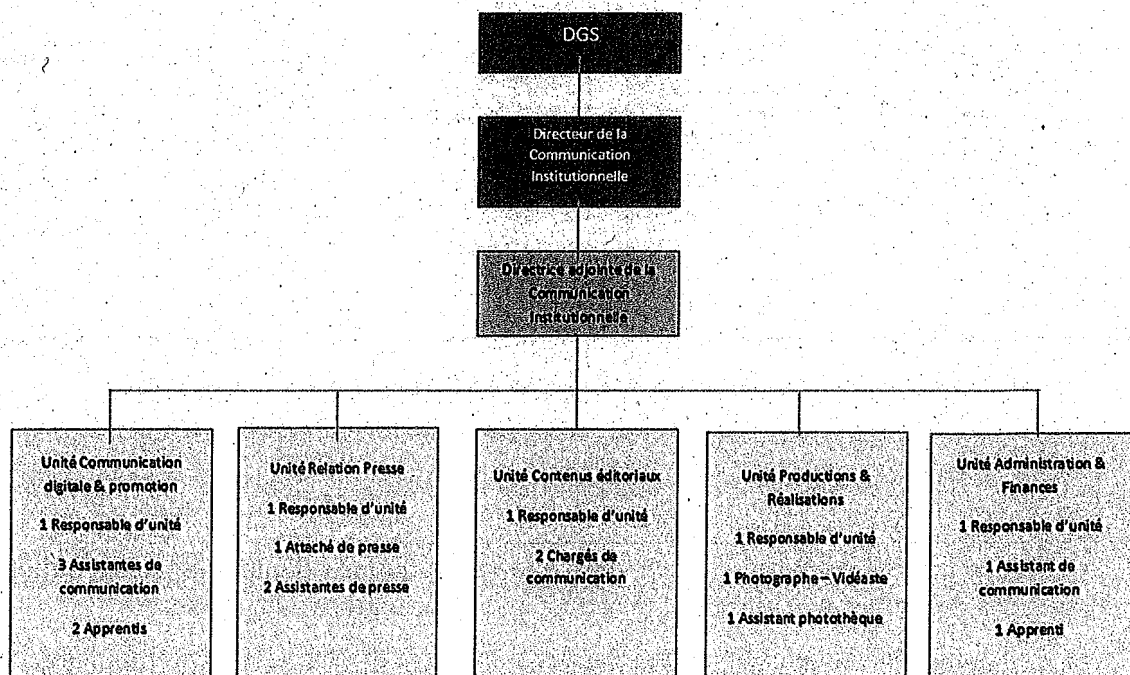 DGS
Directeur de la
Communication
Institutionnelle
Directrice adjointe de la
Communication
Institutionnelle
Unité Communication
digitale & promotion
1 Responsable d'unité
3 Assistantes de
communication
2 Apprentis
Unité Relation Presse
1 Responsable d'unité
1 Attaché de presse
2 Assistantes de presse
Unité Contenus éditoriaux
1 Responsable d'unité
2 Chargés de
communication
Unité Productions &
Réalisations
1 Responsable d'unité
1 Photographe – Vidéaste
1 Assistant photothèque
Unité Administration &
Finances
1 Responsable d'unité
1 Assistant de
communication
1 Apprenti